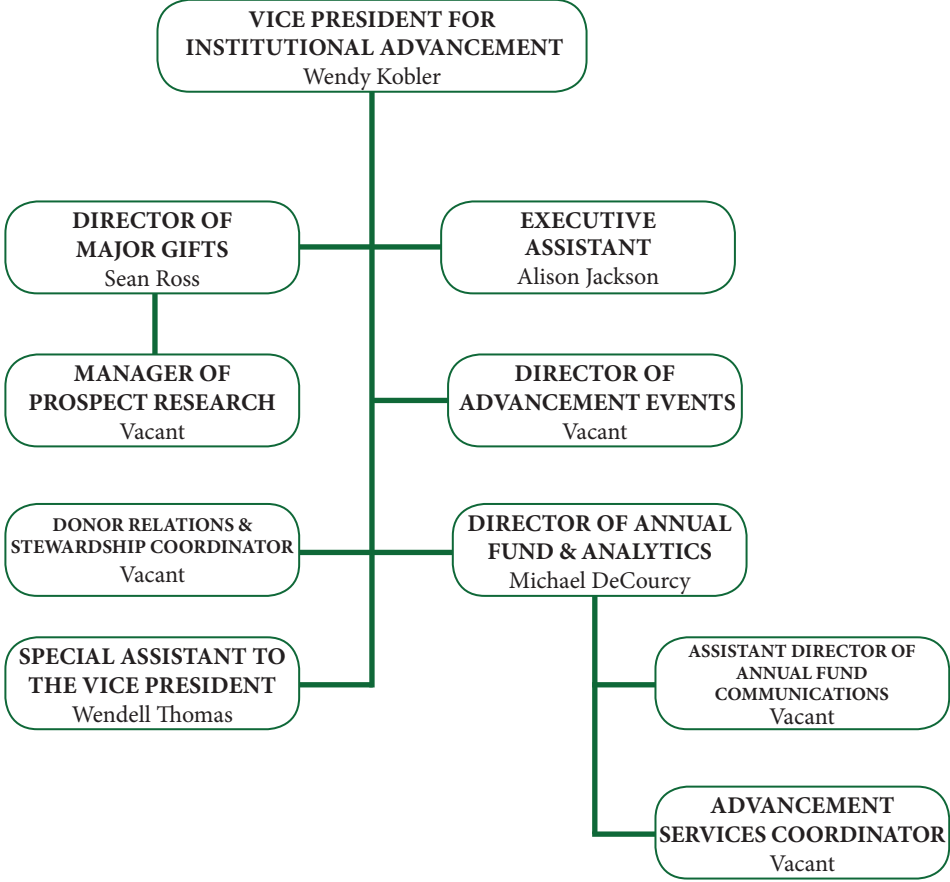 VICE PRESIDENT FOR
INSTITUTIONAL ADVANCEMENT
Wendy Kobler
DIRECTOR OF
MAJOR GIFTS
Sean Ross
EXECUTIVE
ASSISTANT
Alison Jackson
MANAGER OF
PROSPECT RESEARCH
Vacant
DIRECTOR OF
ADVANCEMENT EVENTS
Vacant
DONOR RELATIONS &
STEWARDSHIP COORDINATOR
Vacant
DIRECTOR OF ANNUAL
FUND & ANALYTICS
Michael DeCourcy
SPECIAL ASSISTANT TO
THE VICE PRESIDENT
Wendell Thomas
ASSISTANT DIRECTOR OF
ANNUAL FUND
COMMUNICATIONS
Vacant
ADVANCEMENT
SERVICES COORDINATOR
Vacant